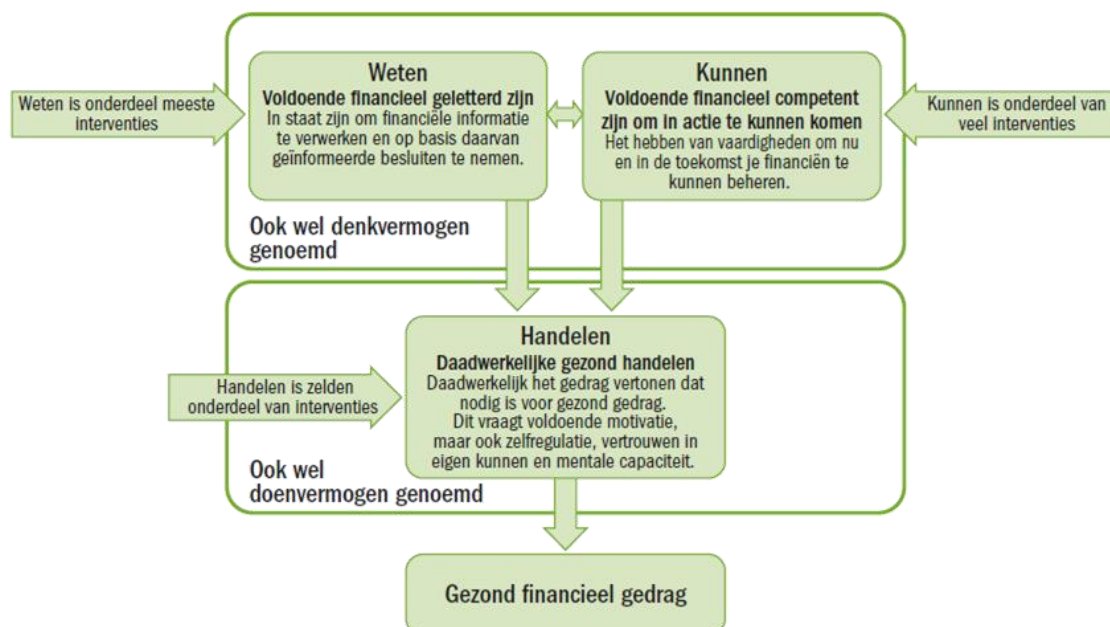 Weten
Voldoende financieel geletterd zijn
In staat zijn om financiële informatie
te verwerken en op basis daarvan
geïnformeerde besluiten te nemen.
Kunnen
Voldoende financieel competent
zijn om in actie te kunnen komen
Het hebben van vaardigheden om nu
en in de toekomst je financiën te
kunnen beheren.
Weten is onderdeel meeste
interventies
Kunnen is onderdeel van
veel interventies
Ook wel denkvermogen
genoemd
Handelen
Daadwerkelijke gezond handelen
Daadwerkelijk het gedrag vertonen dat
nodig is voor gezond gedrag.
Dit vraagt voldoende motivatie,
maar ook zelfregulatie, vertrouwen in
eigen kunnen en mentale capaciteit.
Handelen is zelden
onderdeel van interventies
Ook wel
doenvermogen genoemd
Gezond financieel gedrag